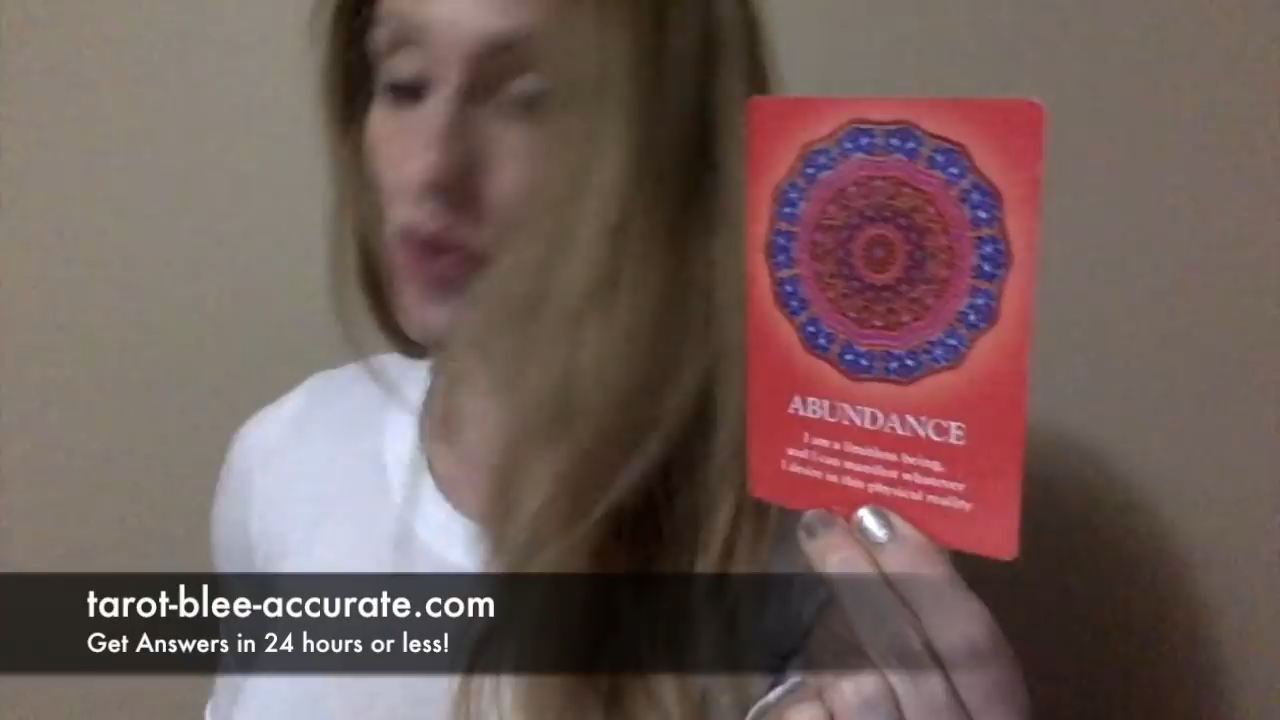 ABUNDANCE
I am a limitless being,
and I can manifest whatever
I desire in this physical reality
tarot-blee-accurate.com
Get Answers in 24 hours or less!